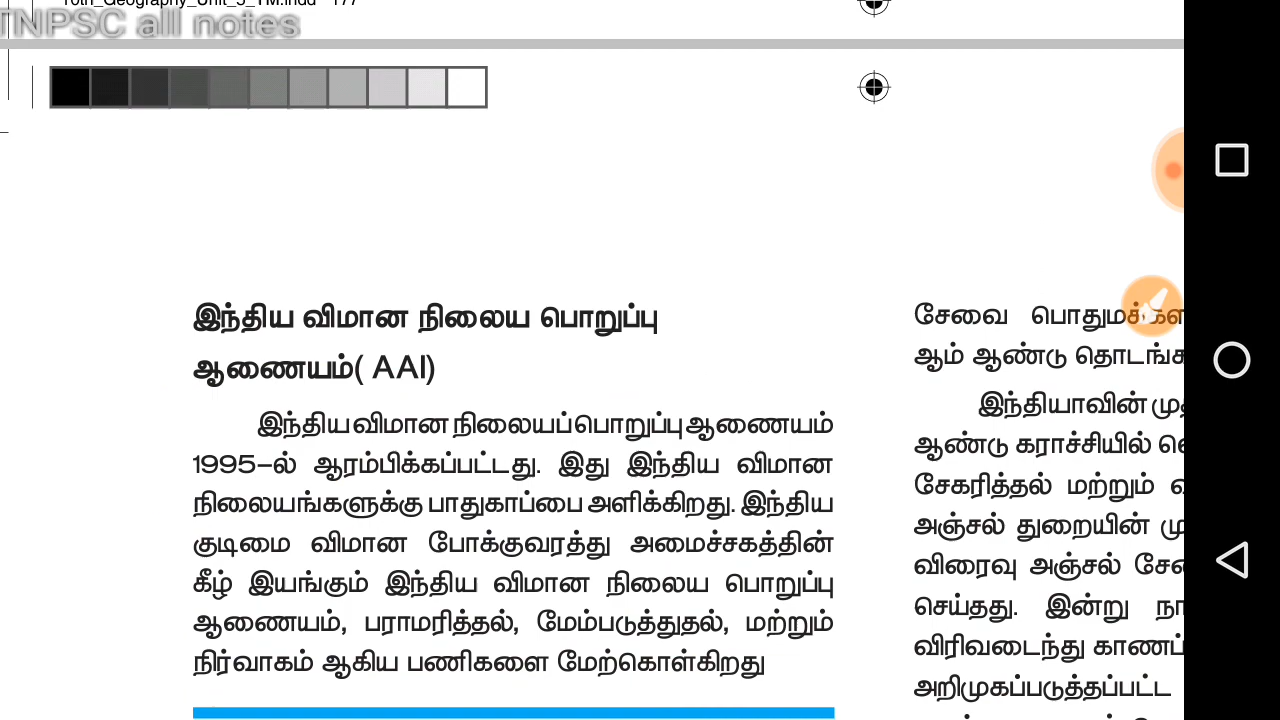 10th_Geography_Unit_5_TM.indd 177
TNPSC all notes
இந்திய விமான நிலைய பொறுப்பு
ஆணையம்( AAI)
இந்திய விமான நிலையப் பொறுப்பு ஆணையம்
1995–ல் ஆரம்பிக்கப்பட்டது. இது இந்திய விமான
நிலையங்களுக்கு பாதுகாப்பை அளிக்கிறது. இந்திய
குடிமை விமான போக்குவரத்து அமைச்சகத்தின்
கீழ் இயங்கும் இந்திய விமான நிலைய பொறுப்பு
ஆணையம், பராமரித்தல், மேம்படுத்துதல், மற்றும்
நிர்வாகம் ஆகிய பணிகளை மேற்கொள்கிறது
சேவை
ஆம் ஆண்டு
இந்தியாவின்
ஆண்டு கராச்சியில்
சேகரித்தல் மற்றும்
அஞ்சல் துறையின்
விரைவு அஞ்சல்
செய்தது. இன்று
விரிவடைந்து
அறிமுகப்படுத்தப்பட்ட